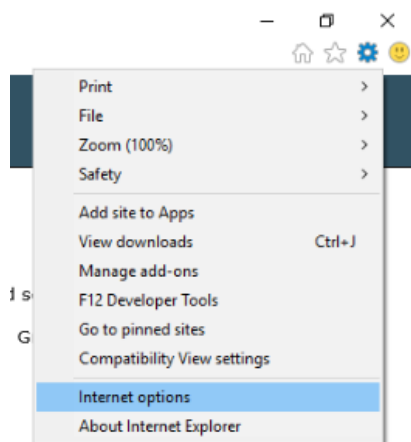 Print
File
Zoom (100%)
Safety
Add site to Apps
View downloads Ctrl+J
Manage add-ons
F12 Developer Tools
Go to pinned sites
Compatibility View settings
Internet options
About Internet Explorer